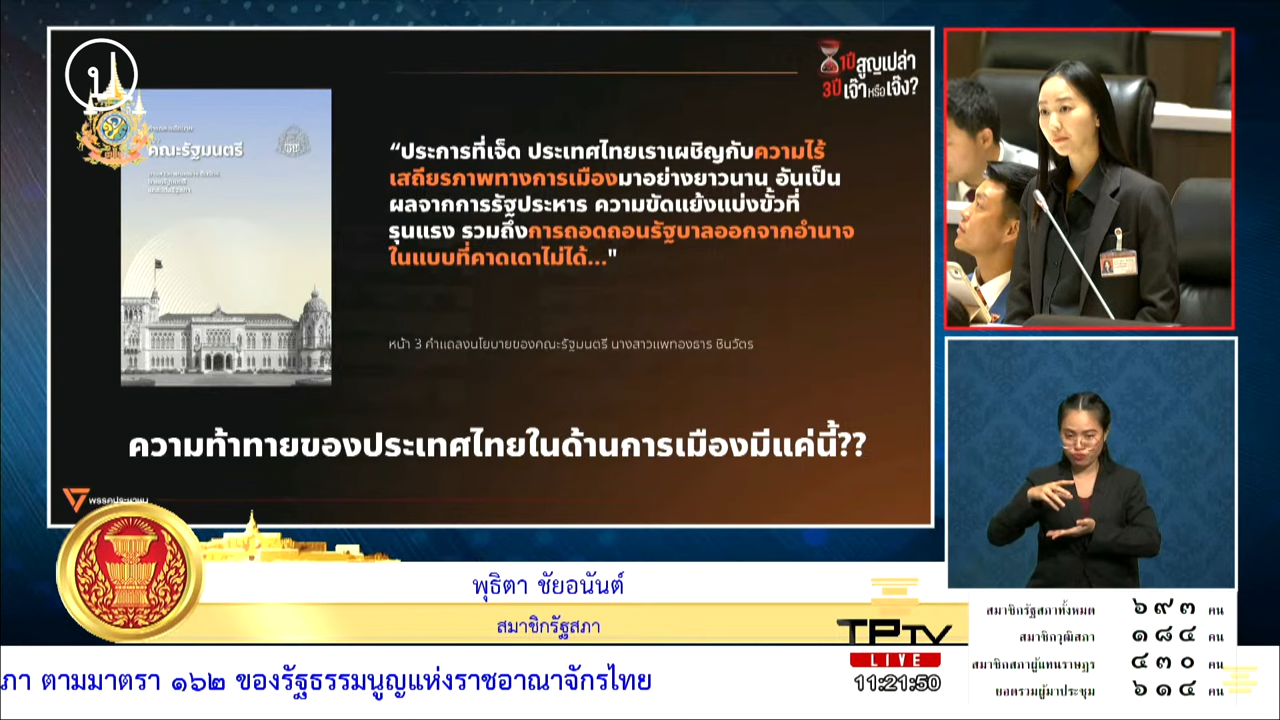 ป
1ปีสูญเปล่า
3ปีเจ๊าหรือเจ๊ง?
คณะรัฐมนตรี
“ประการที่เจ็ด ประเทศไทยเราเผชิญกับความไร้
เสถียรภาพทางการเมืองมาอย่างยาวนาน อันเป็น
ผลจากการรัฐประหาร ความขัดแย้งแบ่งขั้วที่
รุนแรง รวมถึงการถอดถอนรัฐบาลออกจากอำนาจ
ในแบบที่คาดเดาไม่ได้..."
หน้า 3 คำแถลงนโยบายของคณะรัฐมนตรี นางสาวแพทองธาร ชินวัตร
ความท้าทายของประเทศไทยในด้านการเมืองมีแค่นี้??
พรรคประชาชน
พุธิตา ชัยอนันต์
สมาชิกรัฐสภา
TPTV
LIVE
11:21:50
สมาชิกรัฐสภาทั้งหมด ๖๙๓ คน
สมาชิกวุฒิสภา ๑๘๔ คน
สมาชิกสภาผู้แทนราษฎร ๔๓๐ คน
ยอดรวมผู้มาประชุม ๖๑๔ คน
ภา ตามมาตรา ๑๖๒ ของรัฐธรรมนูญแห่งราชอาณาจักรไทย